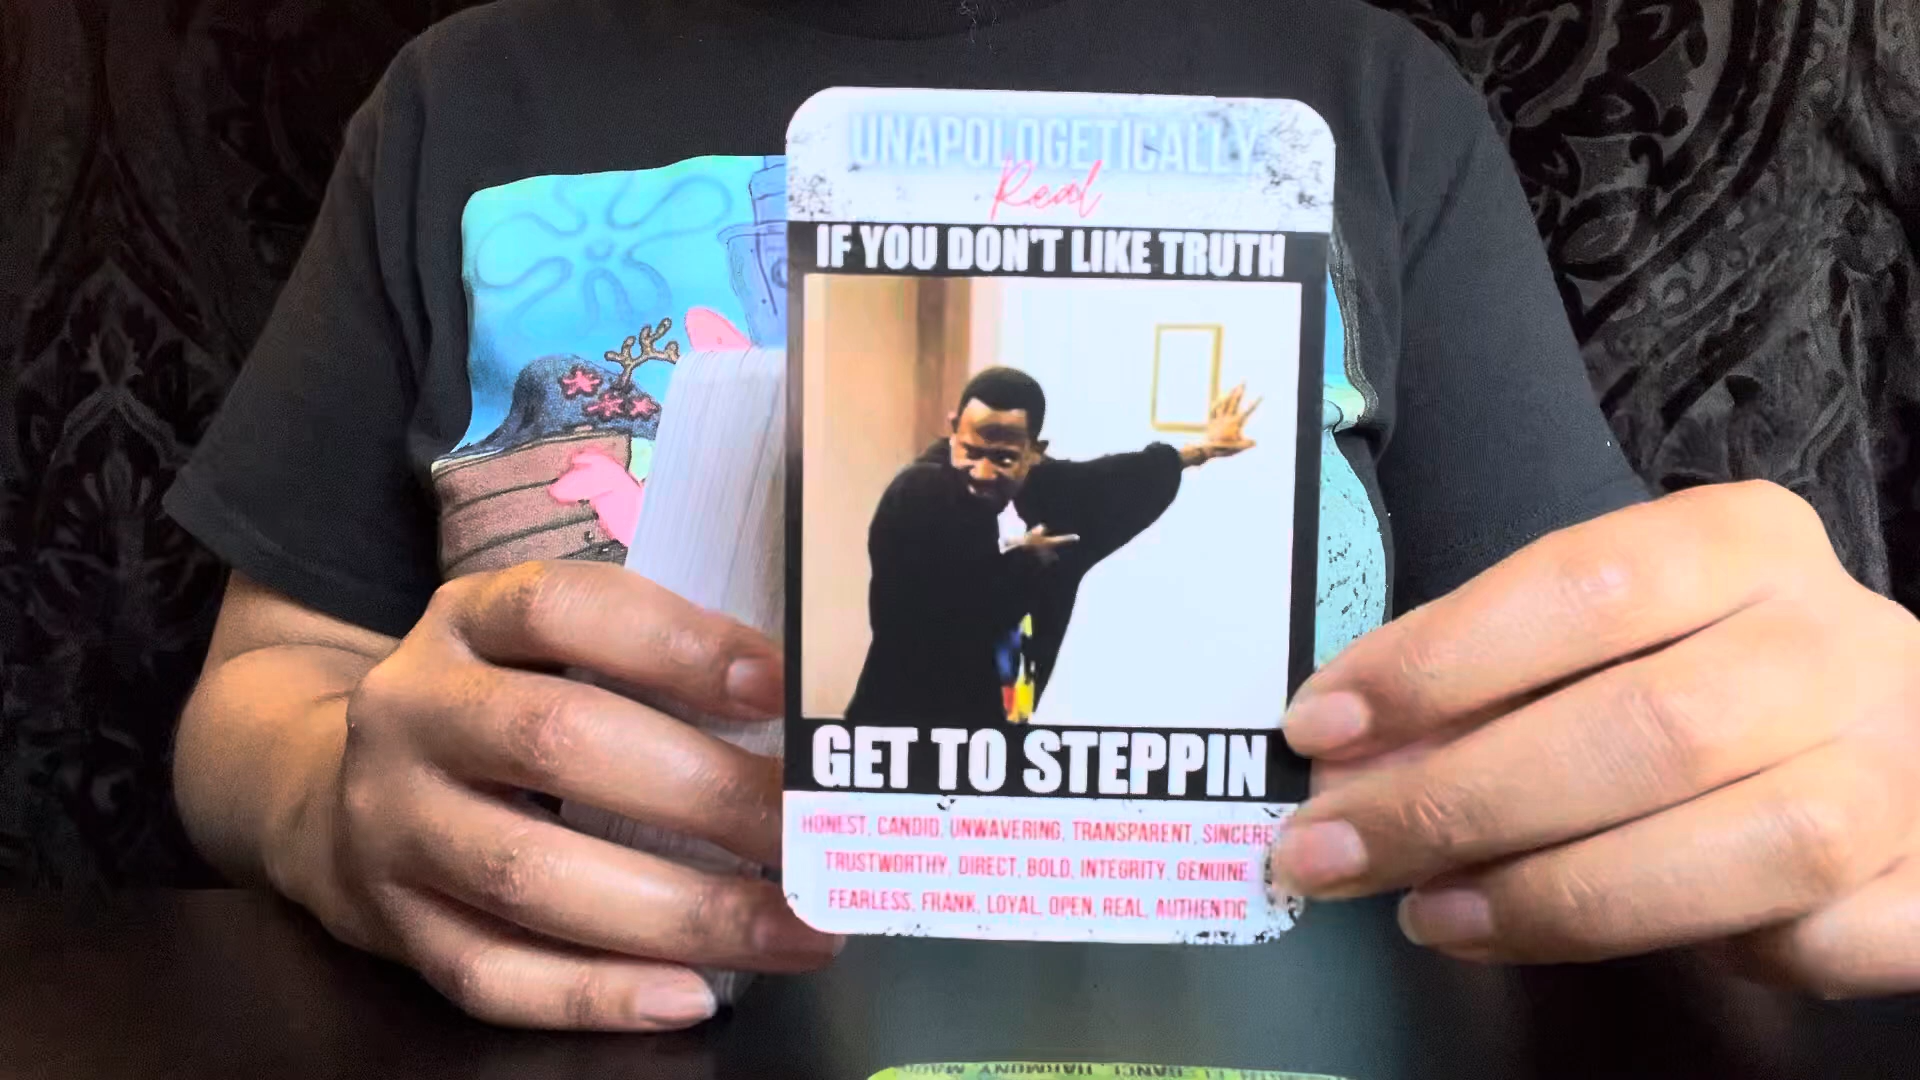 UNAPOLOGETICALLY
Real
IF YOU DON'T LIKE TRUTH
GET TO STEPPIN
HONEST, CANDID, UNWAVERING, TRANSPARENT, SINCERE
TRUSTWORTHY, DIRECT, BOLD, INTEGRITY, GENUINE
FEARLESS, FRANK, LOYAL, OPEN, REAL, AUTHENTIC
HARMONY